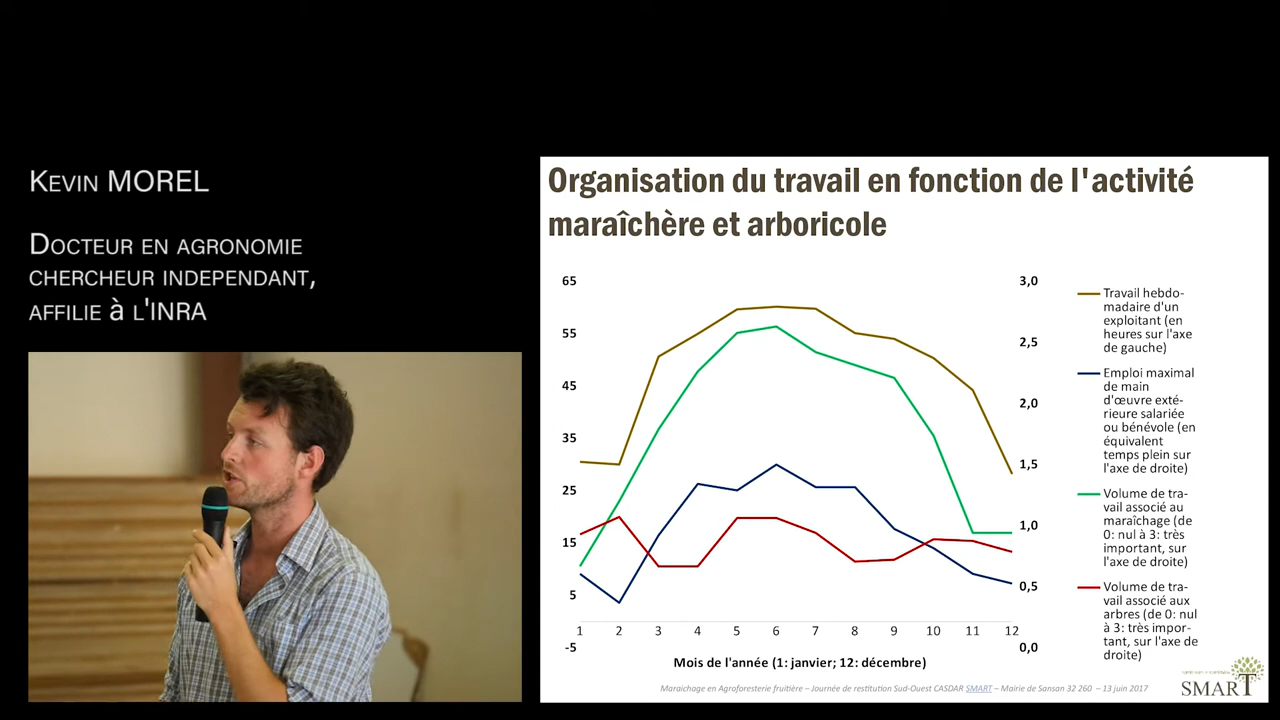 KEVIN MOREL
DOCTEUR EN AGRONOMIE
CHERCHEUR INDEPENDANT,
AFFILIE à L'INRA
Organisation du travail en fonction de l'activité
maraîchère et arboricole
65
55
45
35
25
15
5
-5
3,0
2,5
2,0
1,5
1,0
0,5
0,0
1 2 3 4 5 6 7 8 9 10 11 12
Mois de l'année (1: janvier; 12: décembre)
Travail hebdo-
madaire d'un
exploitant (en
heures sur l'axe
de gauche)
Emploi maximal
de main
d'œuvre exté-
rieure salariée
ou bénévole (en
équivalent
temps plein sur
l'axe de droite)
Volume de tra-
vail associé au
maraîchage (de
0: nul à 3: très
important, sur
l'axe de droite)
Volume de tra-
vail associé aux
arbres (de 0: nul
à 3: très impor-
tant, sur l'axe de
droite)
Maraichage en Agroforesterie fruitière – Journée de restitution Sud-Ouest CASDAR SMART – Mairie de Sansan 32 260 – 13 juin 2017
SMART